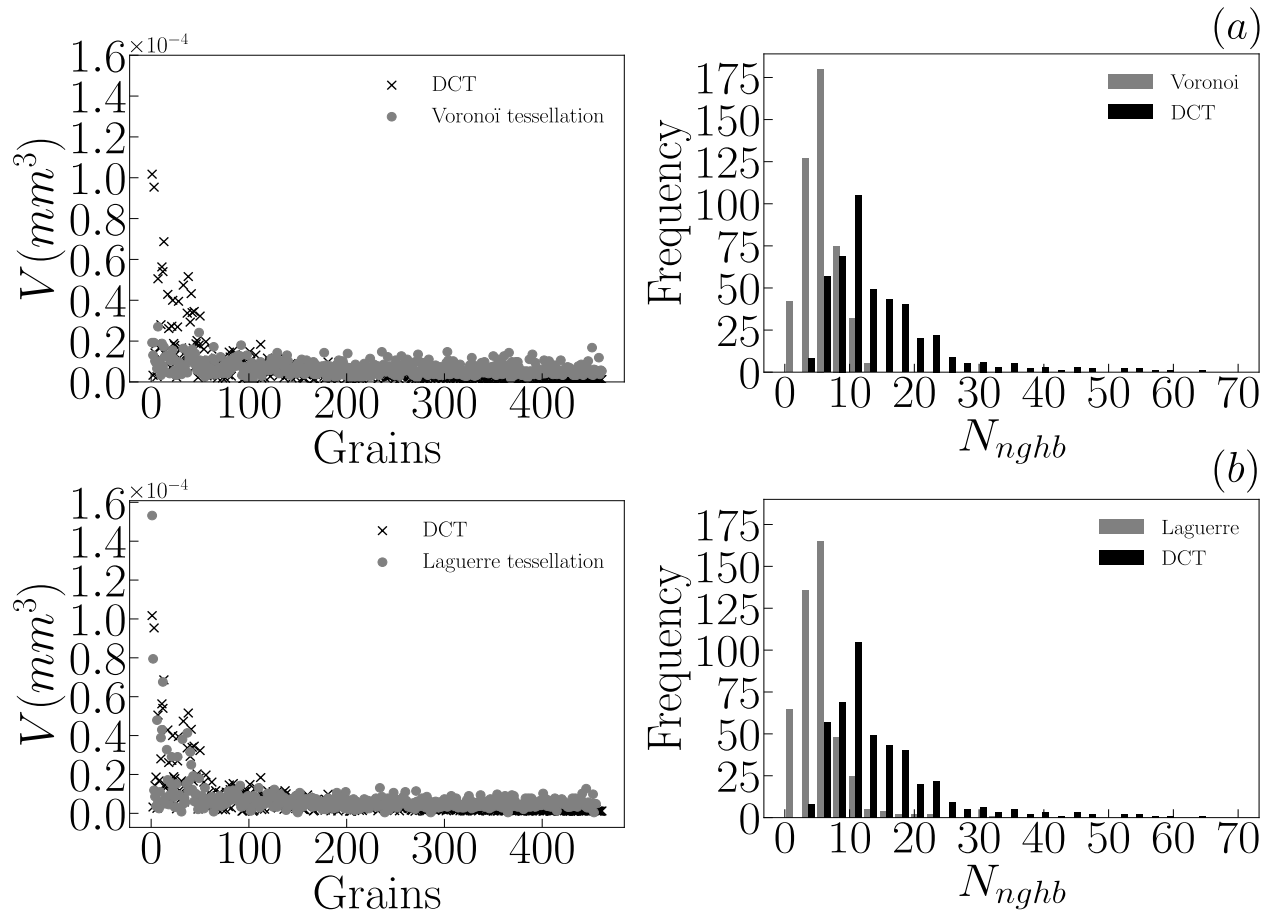 (a)
×10⁻⁴
1.6
1.4
1.2
1.0
0.8
0.6
0.4
0.2
0.0
V (mm³)
DCT
Voronoï tessellation
0 100 200 300 400
Grains
175
150
125
100
75
50
25
0
Frequency
Voronoi
DCT
0 10 20 30 40 50 60 70
N_{nghb}
(b)
×10⁻⁴
1.6
1.4
1.2
1.0
0.8
0.6
0.4
0.2
0.0
V (mm³)
DCT
Laguerre tessellation
0 100 200 300 400
Grains
175
150
125
100
75
50
25
0
Frequency
Laguerre
DCT
0 10 20 30 40 50 60 70
N_{nghb}